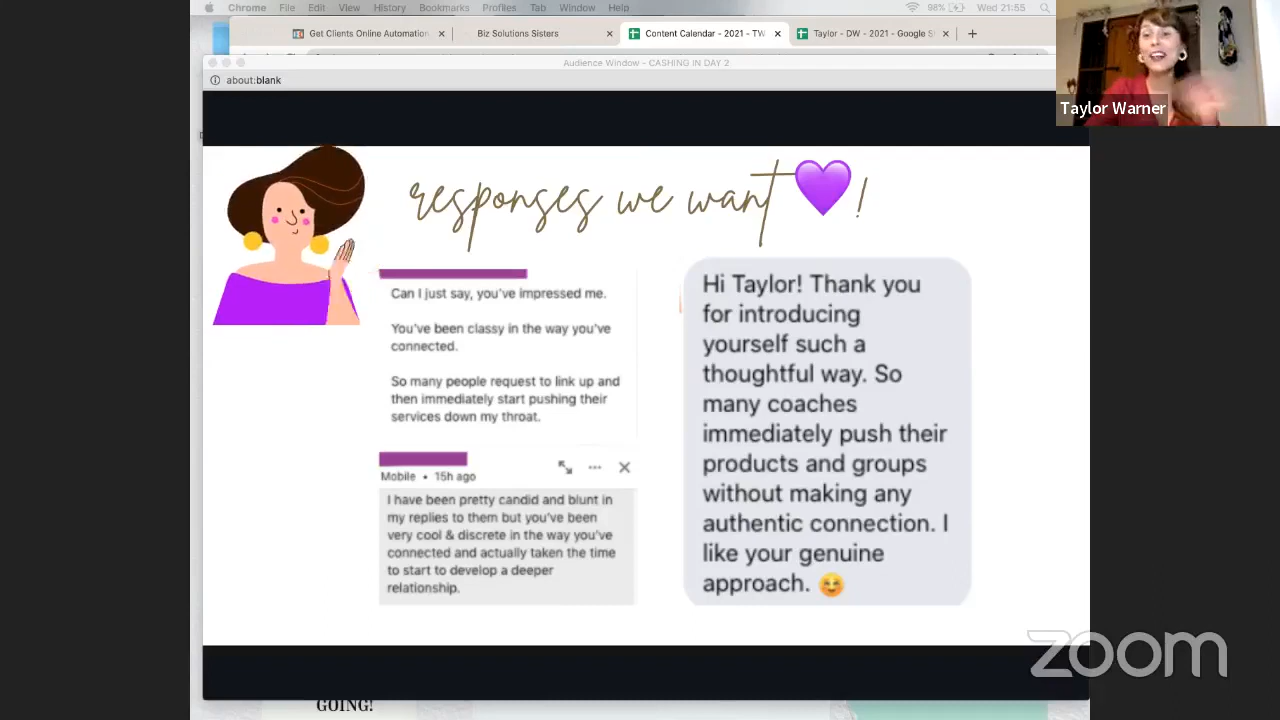 Chrome File Edit View History Bookmarks Profiles Tab Window Help 98% Wed 21:55
Get Clients Online Automation Biz Solutions Sisters Content Calendar - 2021 - TW Taylor - DW - 2021 - Google S
Audience Window - CASHING IN DAY 2
about:blank
Taylor Warner
responses we want 💜!
Can I just say, you've impressed me.
You've been classy in the way you've
connected.
So many people request to link up and
then immediately start pushing their
services down my throat.
Mobile • 15h ago
I have been pretty candid and blunt in
my replies to them but you've been
very cool & discrete in the way you've
connected and actually taken the time
to start to develop a deeper
relationship.
Hi Taylor! Thank you
for introducing
yourself such a
thoughtful way. So
many coaches
immediately push their
products and groups
without making any
authentic connection. I
like your genuine
approach. ☺️
zoom
GOING!